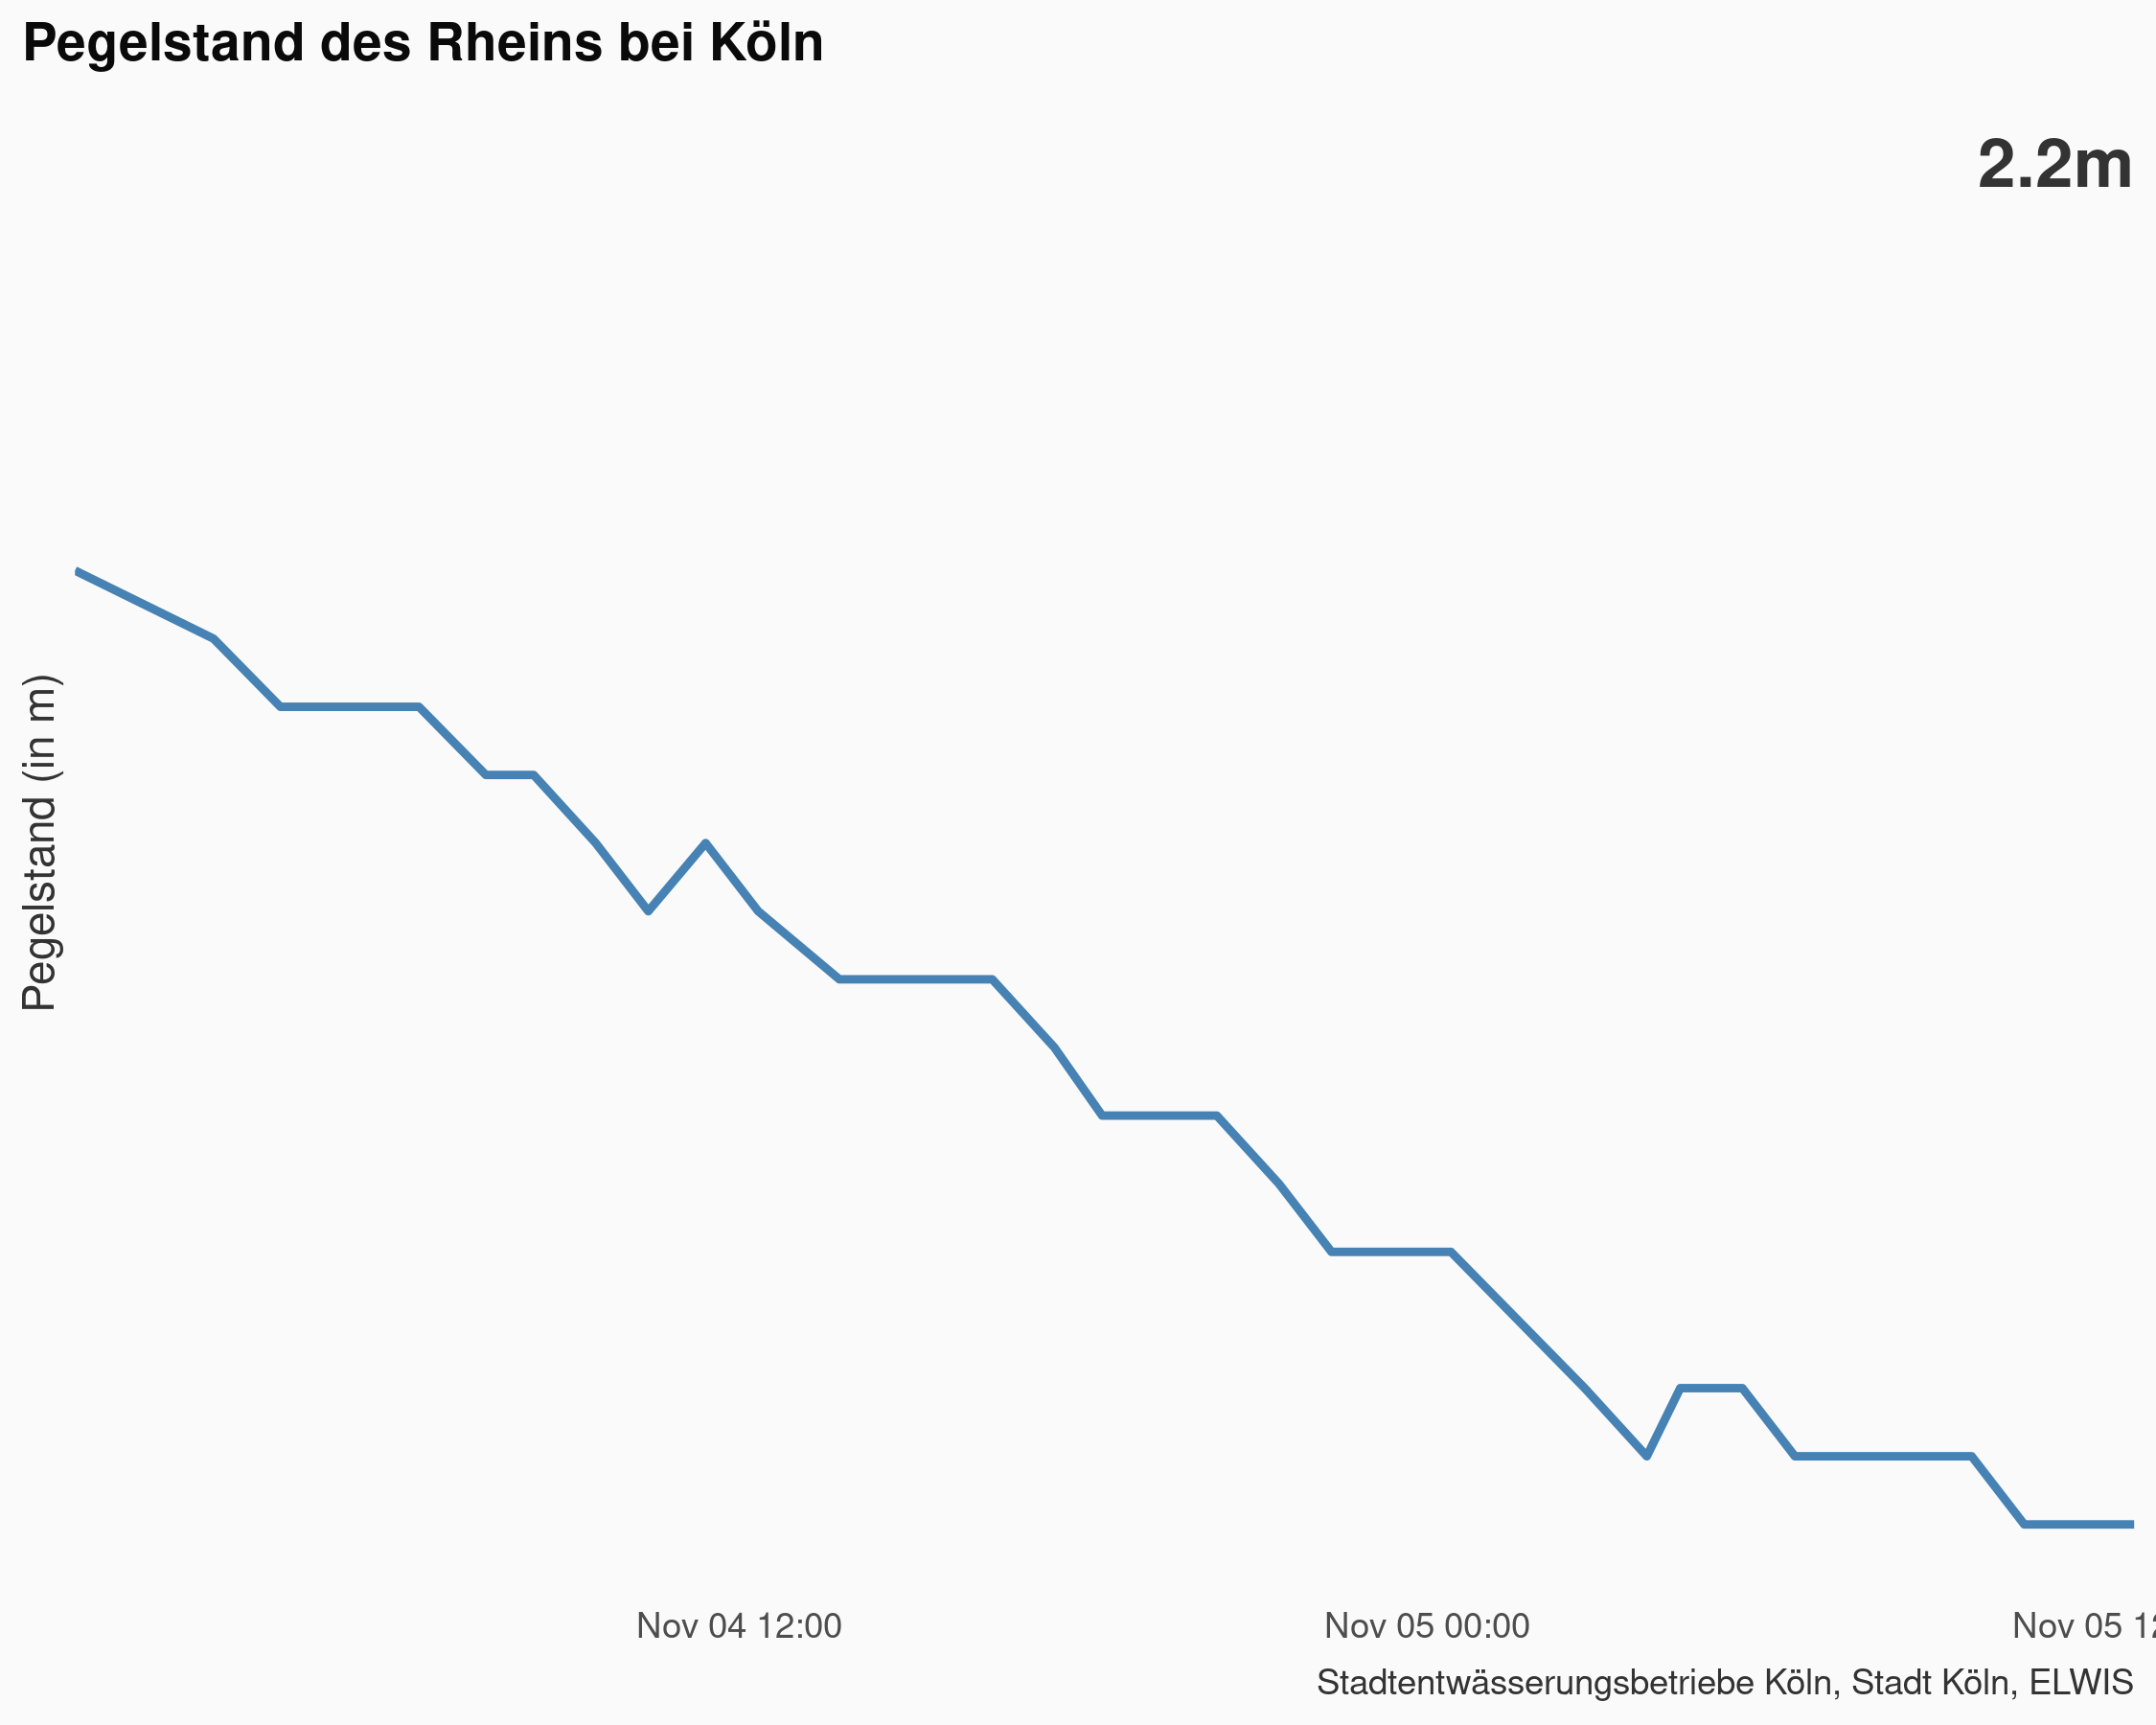 Pegelstand des Rheins bei Köln
2.2m
Pegelstand (in m)
Nov 04 12:00
Nov 05 00:00
Nov 05 12
Stadtentwässerungsbetriebe Köln, Stadt Köln, ELWIS